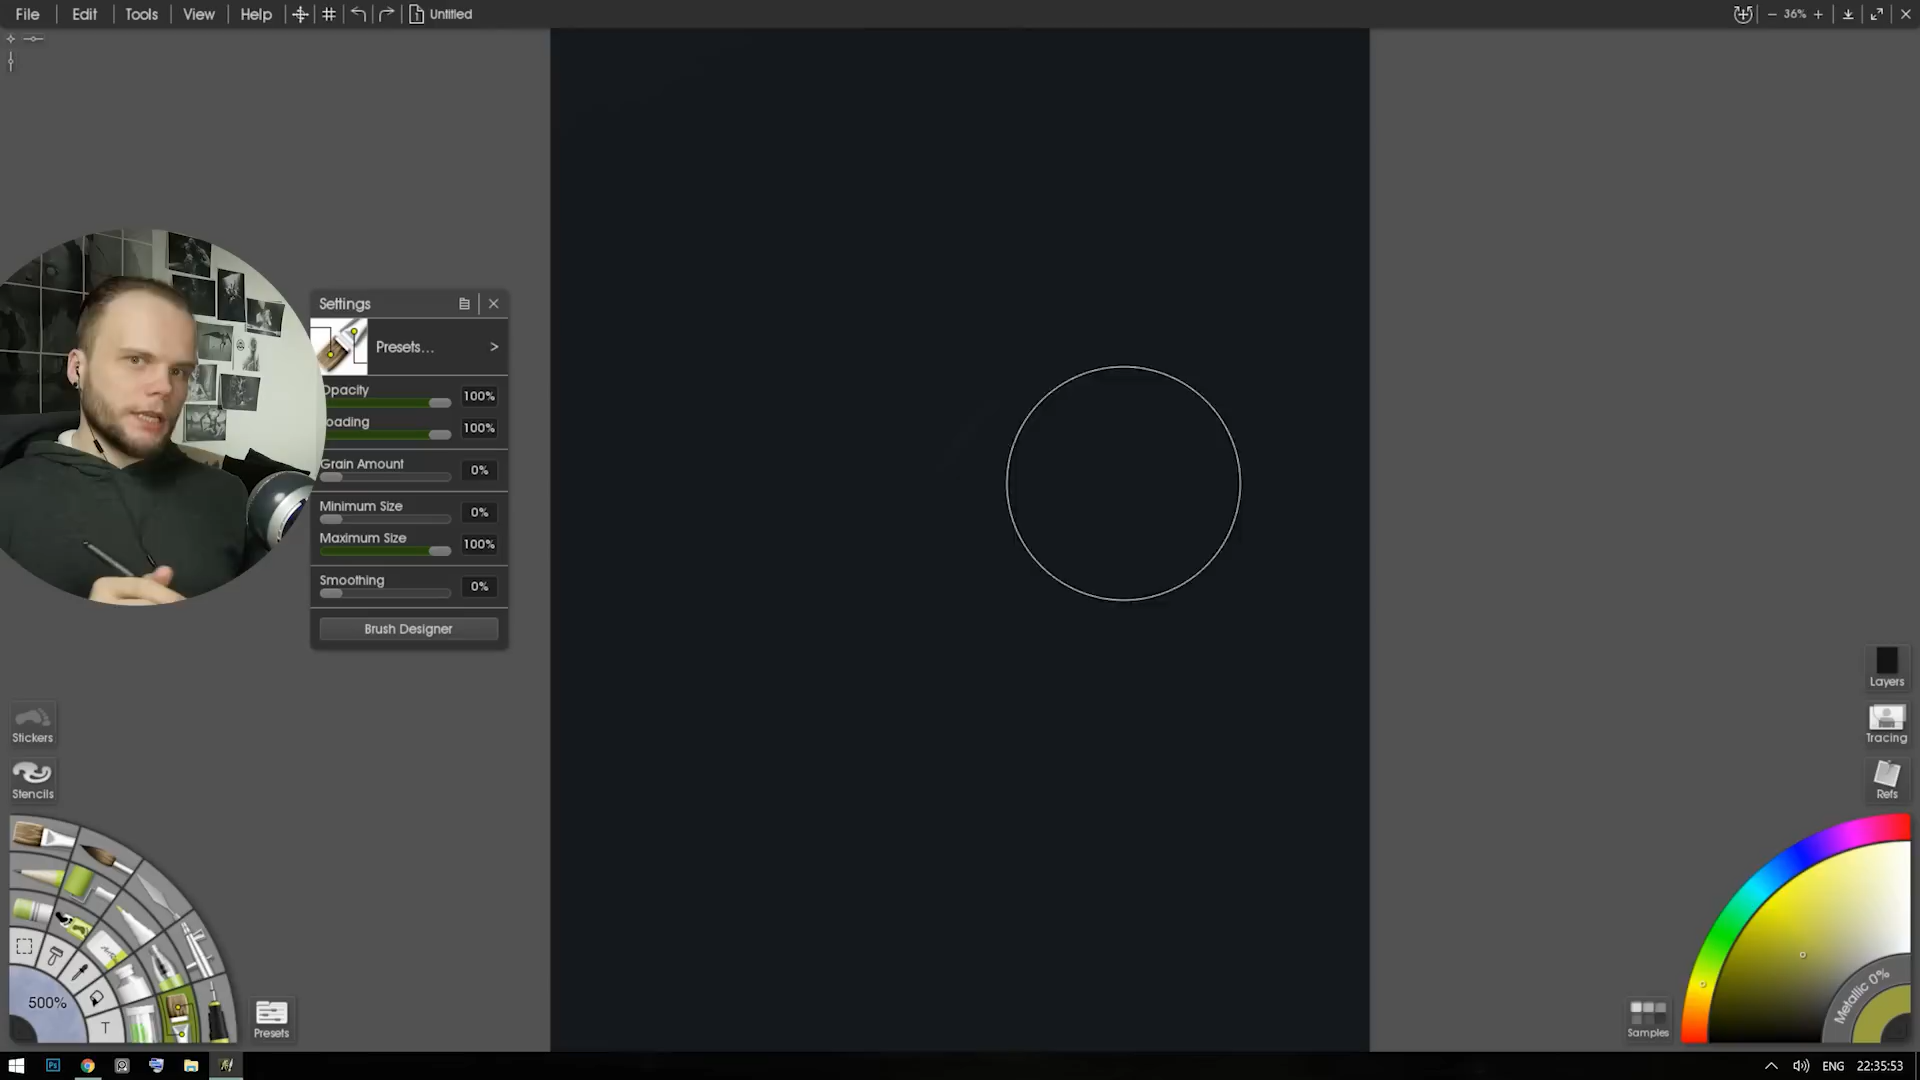 File Edit Tools View Help Untitled 36%
Settings
Presets... >
Opacity 100%
Loading 100%
Grain Amount 0%
Minimum Size 0%
Maximum Size 100%
Smoothing 0%
Brush Designer
Layers
Tracing
Refs
Stickers
Stencils
500%
T
Presets
Metallic 0%
Samples
Ps
ENG 22:35:53